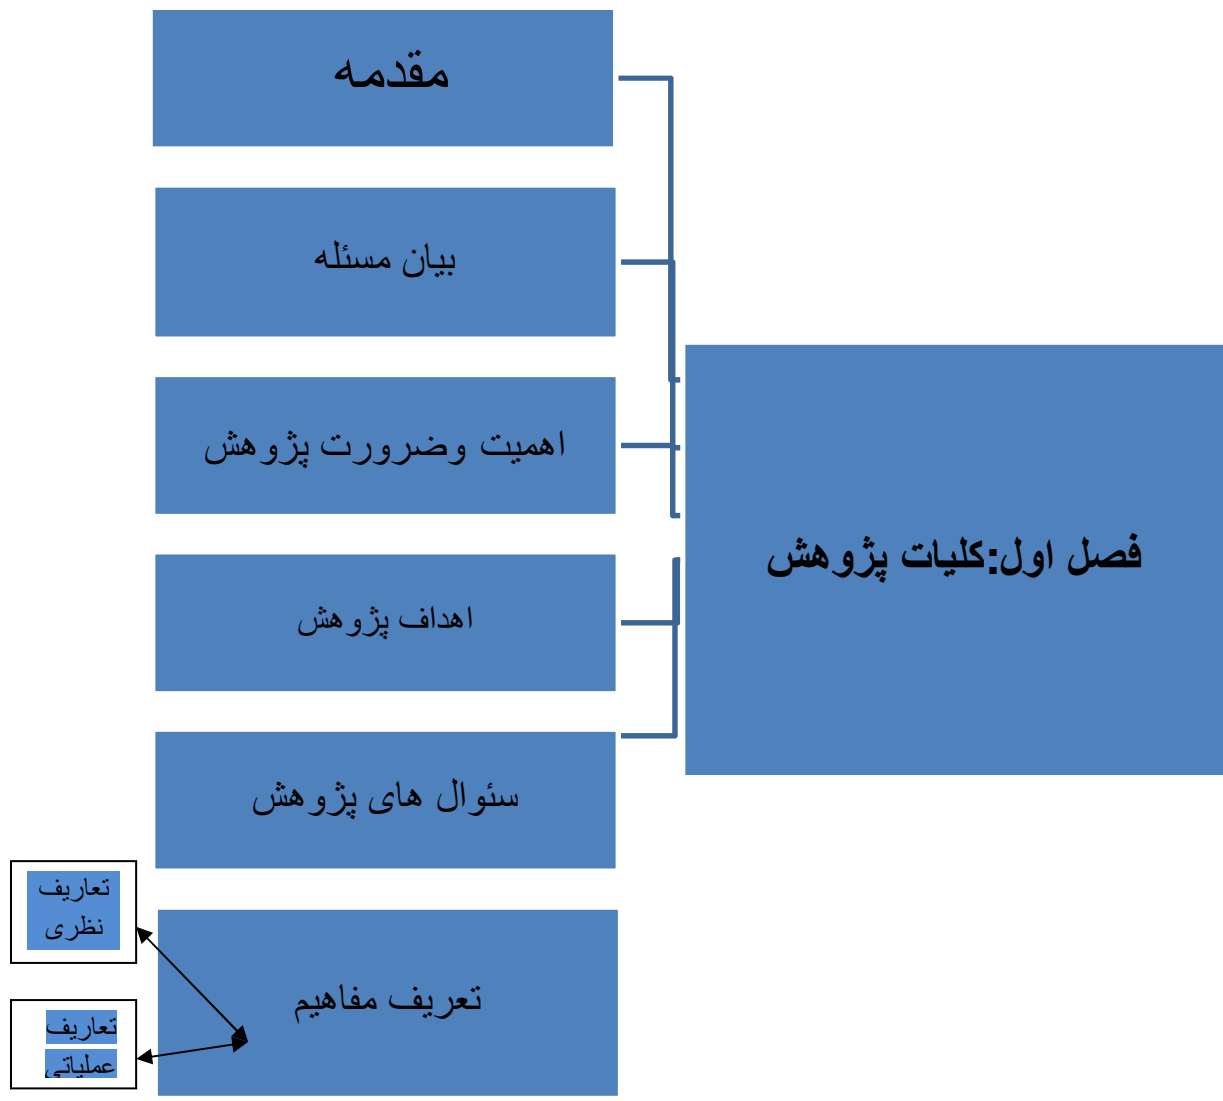 مقدمه
بیان مسئله
اهمیت وضرورت پژوهش
فصل اول:کلیات پژوهش
اهداف پژوهش
سئوال های پژوهش
تعریف مفاهیم
تعاریف
نظری
تعاریف
عملیاتی